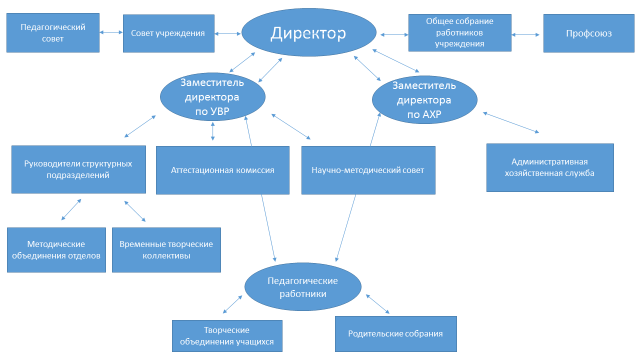 Педагогический
совет
Совет учреждения
Директор
Общее собрание
работников
учреждения
Профсоюз
Заместитель
директора
по УВР
Заместитель
директора
по АХР
Руководители структурных
подразделений
Аттестационная комиссия
Научно-методический совет
Административная
хозяйственная служба
Методические
объединения отделов
Временные творческие
коллективы
Педагогические
работники
Творческие
объединения учащихся
Родительские собрания